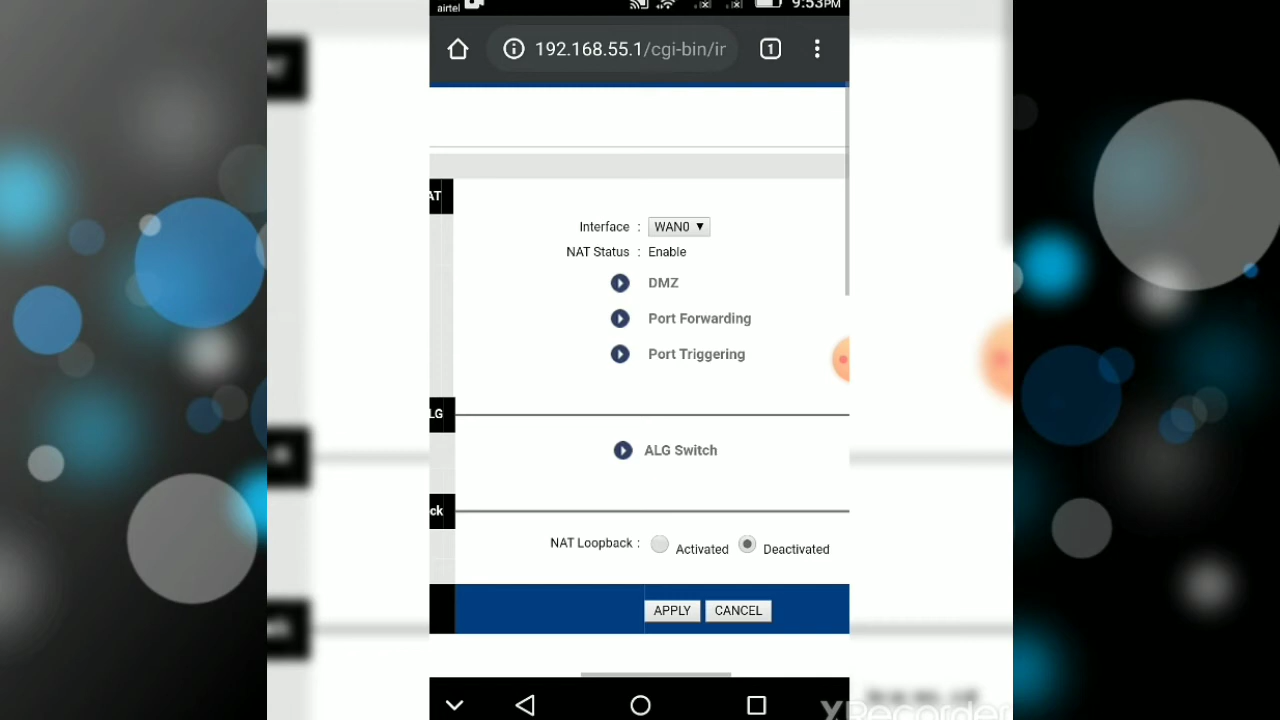 airtel 9:53PM
192.168.55.1/cgi-bin/ir 1
AT
Interface : WAN0 ▼
NAT Status : Enable
DMZ
Port Forwarding
Port Triggering
LG
ALG Switch
ck
NAT Loopback : Activated Deactivated
APPLY CANCEL
XRecorder